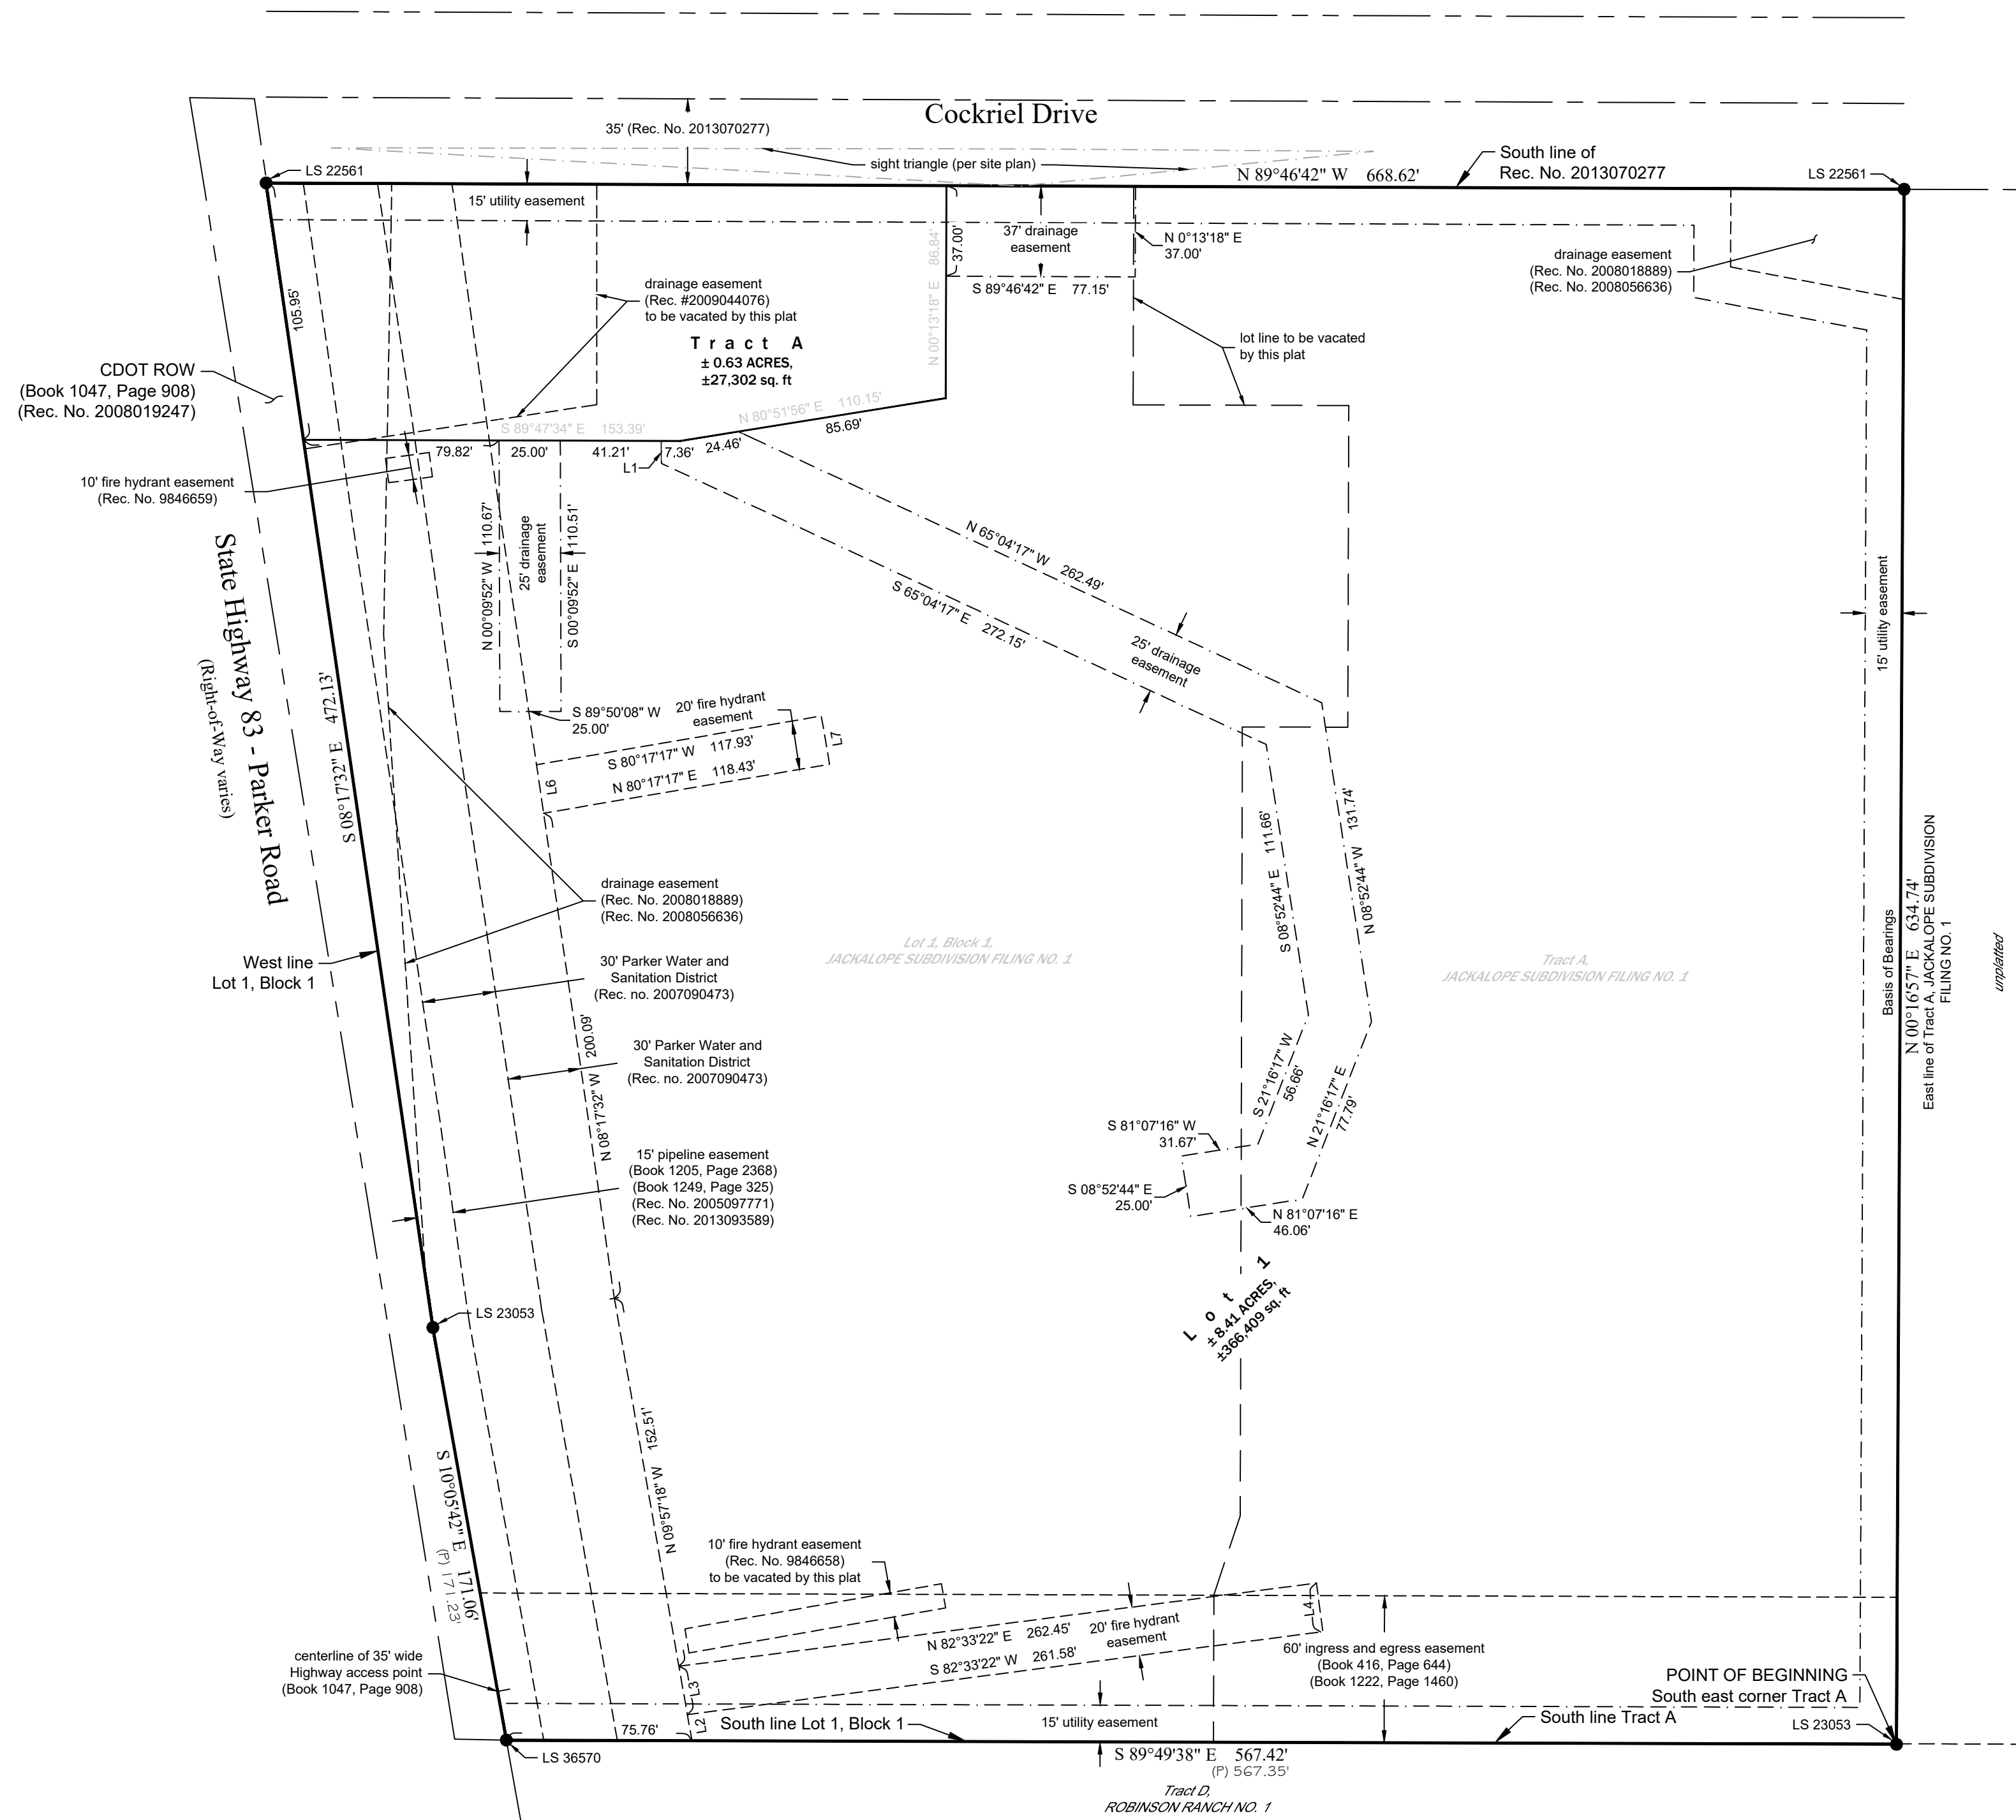 Cockriel Drive
35' (Rec. No. 2013070277)
sight triangle (per site plan)
South line of
Rec. No. 2013070277
N 89°46'42" W 668.62'
LS 22561
LS 22561
15' utility easement
37' drainage
easement
N 0°13'18" E
37.00'
37.00'
N 00°13'18" E 86.84'
S 89°46'42" E 77.15'
drainage easement
(Rec. No. 2008018889)
(Rec. No. 2008056636)
drainage easement
(Rec. #2009044076)
to be vacated by this plat
Tract A
± 0.63 ACRES,
±27,302 sq. ft
lot line to be vacated
by this plat
105.95'
CDOT ROW
(Book 1047, Page 908)
(Rec. No. 2008019247)
N 80°51'56" E 110.15'
S 89°47'34" E 153.39'
79.82'
25.00'
41.21'
7.36'
24.46'
85.69'
L1
10' fire hydrant easement
(Rec. No. 9846659)
N 00°09'52" W 110.67'
25' drainage
easement
S 00°09'52" E 110.51'
N 65°04'17" W 262.49'
S 65°04'17" E 272.15'
25' drainage
easement
15' utility easement
State Highway 83 - Parker Road
(Right-of-Way varies)
S 08°17'32" E 472.13'
S 89°50'08" W
25.00'
20' fire hydrant
easement
S 80°17'17" W 117.93'
N 80°17'17" E 118.43'
L7
L6
S 08°52'44" E 111.66'
N 08°52'44" W 131.74'
drainage easement
(Rec. No. 2008018889)
(Rec. No. 2008056636)
Lot 1, Block 1,
JACKALOPE SUBDIVISION FILING NO. 1
Tract A,
JACKALOPE SUBDIVISION FILING NO. 1
Basis of Bearings
N 00°16'57" E 634.74'
East line of Tract A, JACKALOPE SUBDIVISION
FILING NO. 1
unplatted
West line
Lot 1, Block 1
30' Parker Water and
Sanitation District
(Rec. no. 2007090473)
30' Parker Water and
Sanitation District
(Rec. no. 2007090473)
N 08°17'32" W 200.09'
S 21°16'17" W
56.66'
N 21°16'17" E
77.79'
S 81°07'16" W
31.67'
S 08°52'44" E
25.00'
N 81°07'16" E
46.06'
15' pipeline easement
(Book 1205, Page 2368)
(Book 1249, Page 325)
(Rec. No. 2005097771)
(Rec. No. 2013093589)
Lot 1
± 8.41 ACRES,
±366,409 sq. ft
LS 23053
N 09°57'18" W 152.51'
S 10°05'42" E 171.06'
(P) 171.23'
10' fire hydrant easement
(Rec. No. 9846658)
to be vacated by this plat
N 82°33'22" E 262.45'
S 82°33'22" W 261.58'
20' fire hydrant
easement
L4
L3
L2
60' ingress and egress easement
(Book 416, Page 644)
(Book 1222, Page 1460)
centerline of 35' wide
Highway access point
(Book 1047, Page 908)
POINT OF BEGINNING
South east corner Tract A
75.76'
South line Lot 1, Block 1
15' utility easement
South line Tract A
LS 23053
LS 36570
S 89°49'38" E 567.42'
(P) 567.35'
Tract D,
ROBINSON RANCH NO. 1